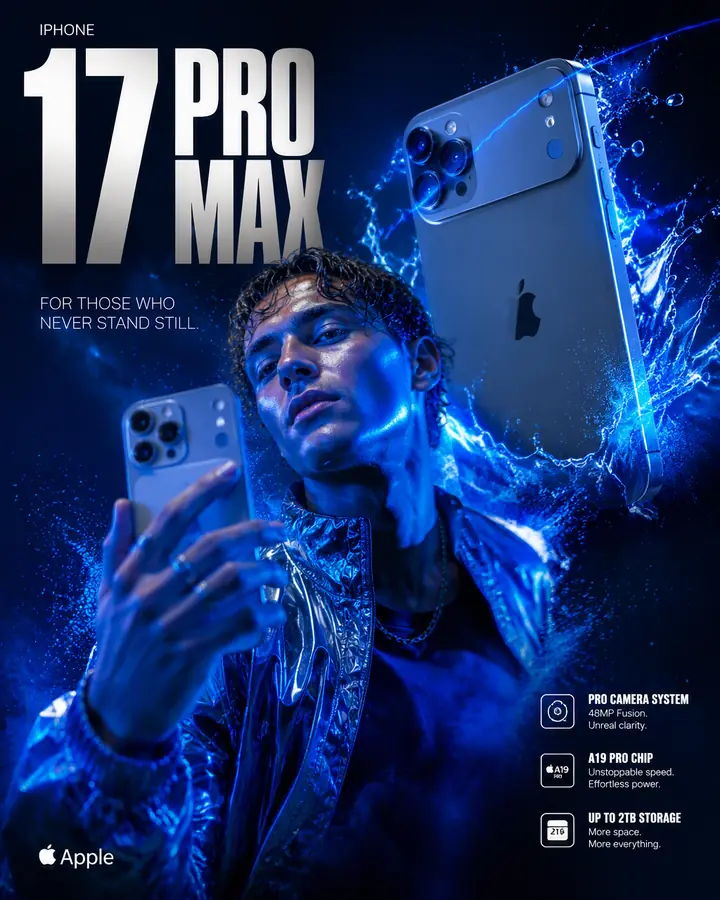 IPHONE
17 PRO
MAX
FOR THOSE WHO
NEVER STAND STILL.
PRO CAMERA SYSTEM
48MP Fusion.
Unreal clarity.
A19
PRO
A19 PRO CHIP
Unstoppable speed.
Effortless power.
2TB
UP TO 2TB STORAGE
More space.
More everything.
Apple